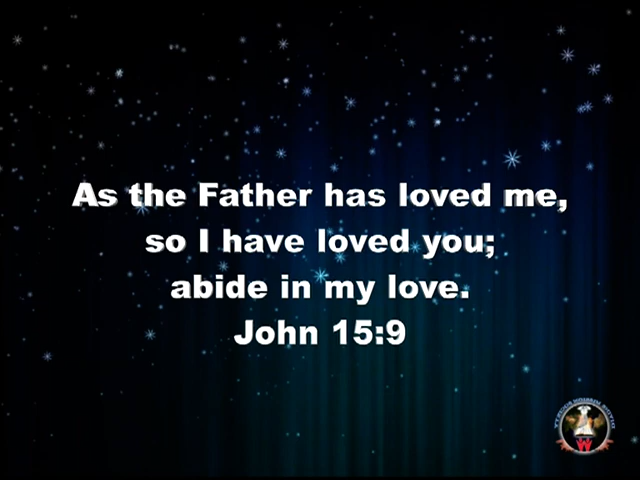 As the Father has loved me,
so I have loved you;
abide in my love.
John 15:9
W